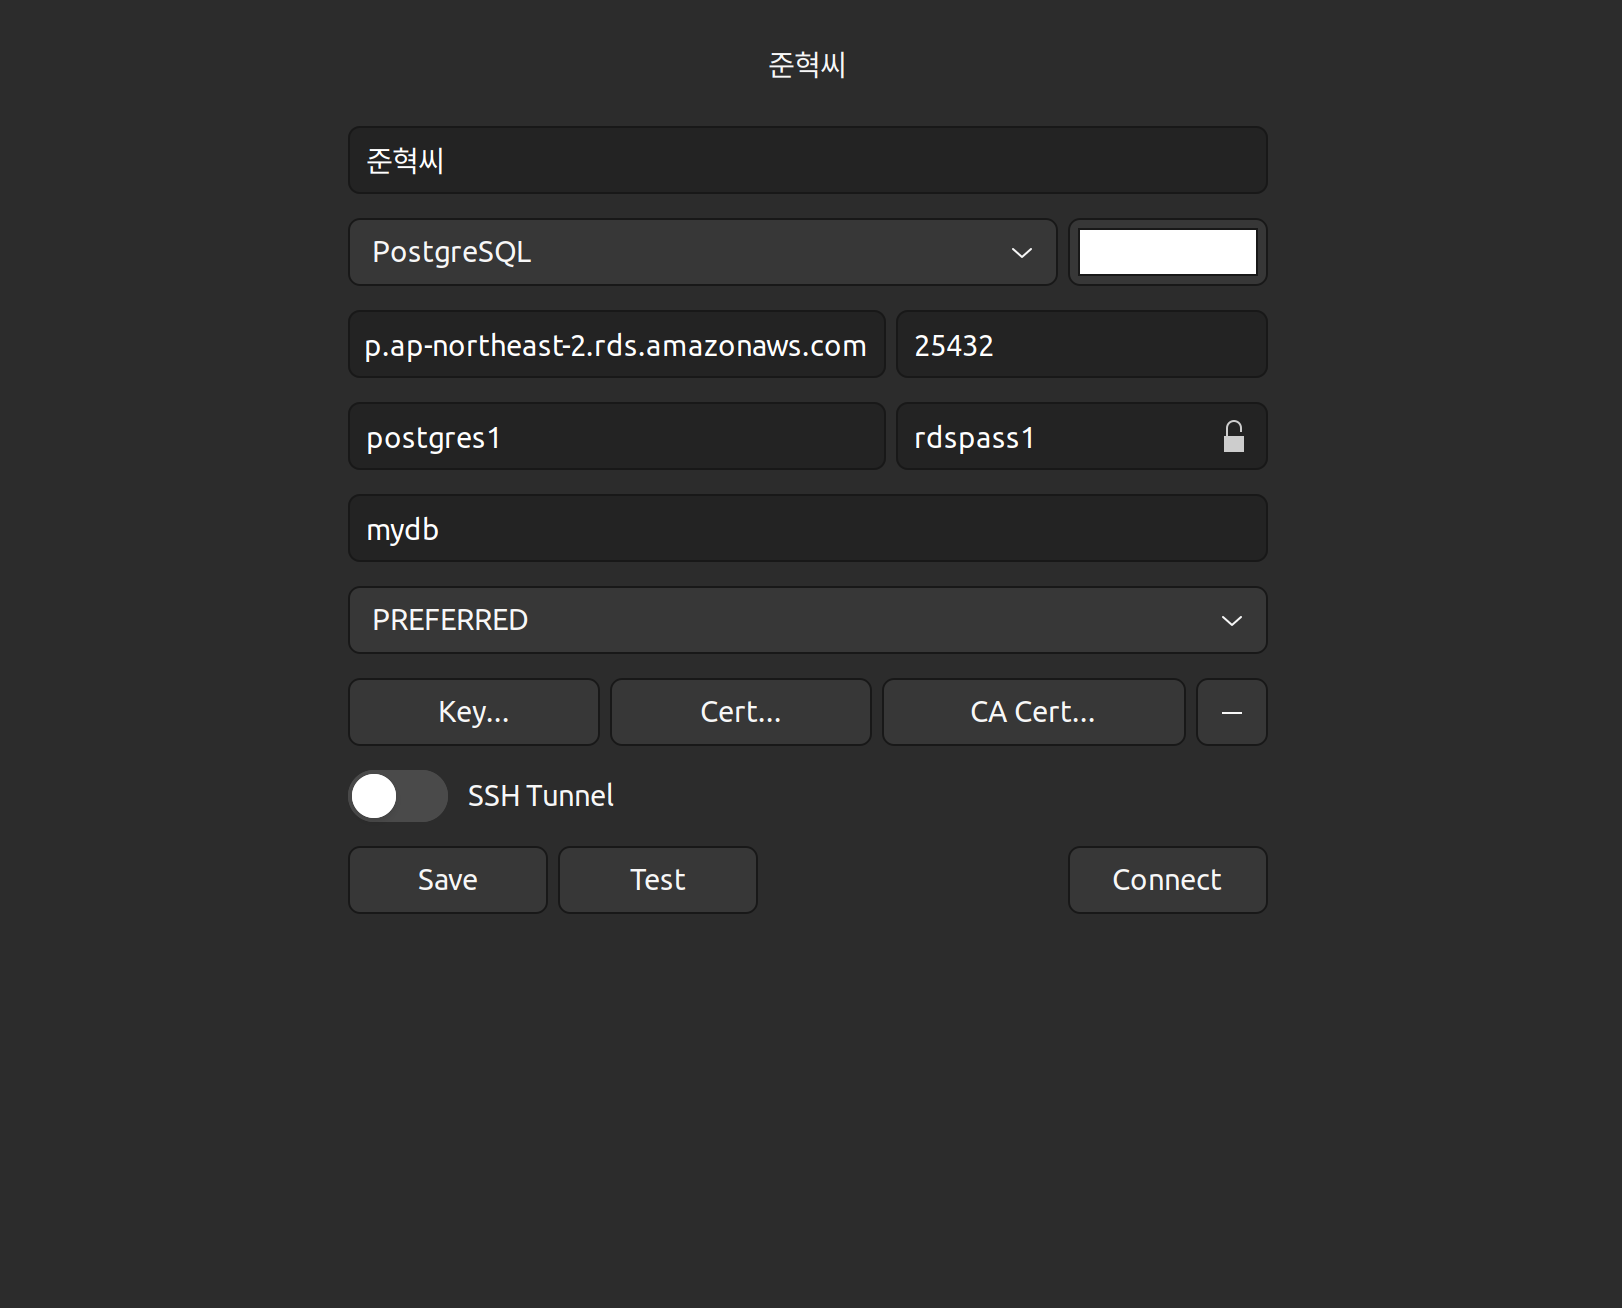 준혁씨
준혁씨
PostgreSQL
p.ap-northeast-2.rds.amazonaws.com 25432
postgres1 rdspass1
mydb
PREFERRED
Key... Cert... CA Cert...
SSH Tunnel
Save Test Connect